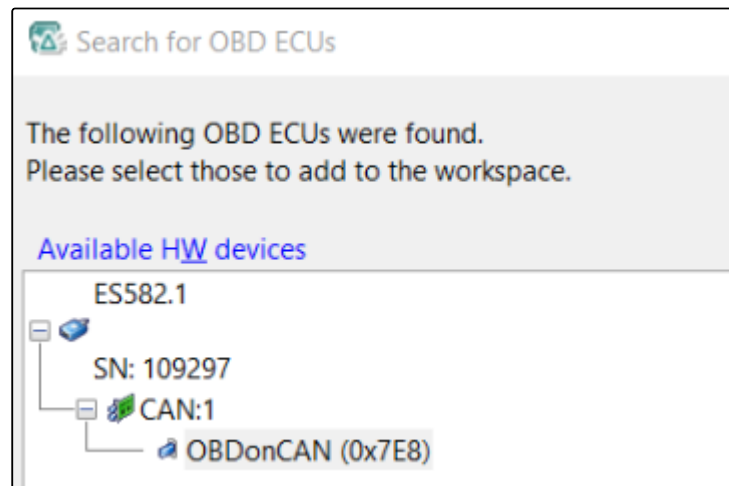 Search for OBD ECUs
The following OBD ECUs were found.
Please select those to add to the workspace.
Available HW devices
ES582.1
SN: 109297
CAN:1
OBDonCAN (0x7E8)